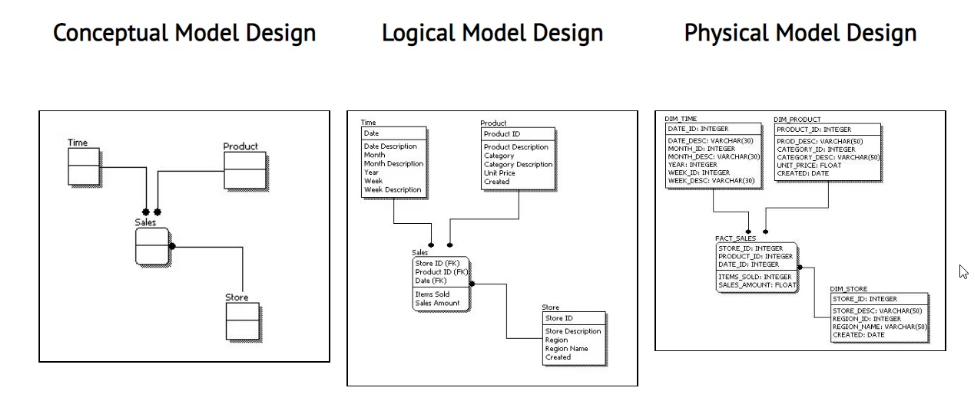 Conceptual Model Design
Logical Model Design
Physical Model Design
Time
Product
Sales
Store
Time
Date
Date Description
Month
Month Description
Year
Week
Week Description
Product
Product ID
Product Description
Category
Category Description
Unit Price
Created
Sales
Store ID (FK)
Product ID (FK)
Date (FK)
Items Sold
Sales Amount
Store
Store ID
Store Description
Region
Region Name
Created
DIM_TIME
DATE_ID: INTEGER
DATE_DESC: VARCHAR(30)
MONTH_ID: INTEGER
MONTH_DESC: VARCHAR(30)
YEAR: INTEGER
WEEK_ID: INTEGER
WEEK_DESC: VARCHAR(30)
DIM_PRODUCT
PRODUCT_ID: INTEGER
PROD_DESC: VARCHAR(50)
CATEGORY_ID: INTEGER
CATEGORY_DESC: VARCHAR(50)
UNIT_PRICE: FLOAT
CREATED: DATE
FACT_SALES
STORE_ID: INTEGER
PRODUCT_ID: INTEGER
DATE_ID: INTEGER
ITEMS_SOLD: INTEGER
SALES_AMOUNT: FLOAT
DIM_STORE
STORE_ID: INTEGER
STORE_DESC: VARCHAR(50)
REGION_ID: INTEGER
REGION_NAME: VARCHAR(50)
CREATED: DATE